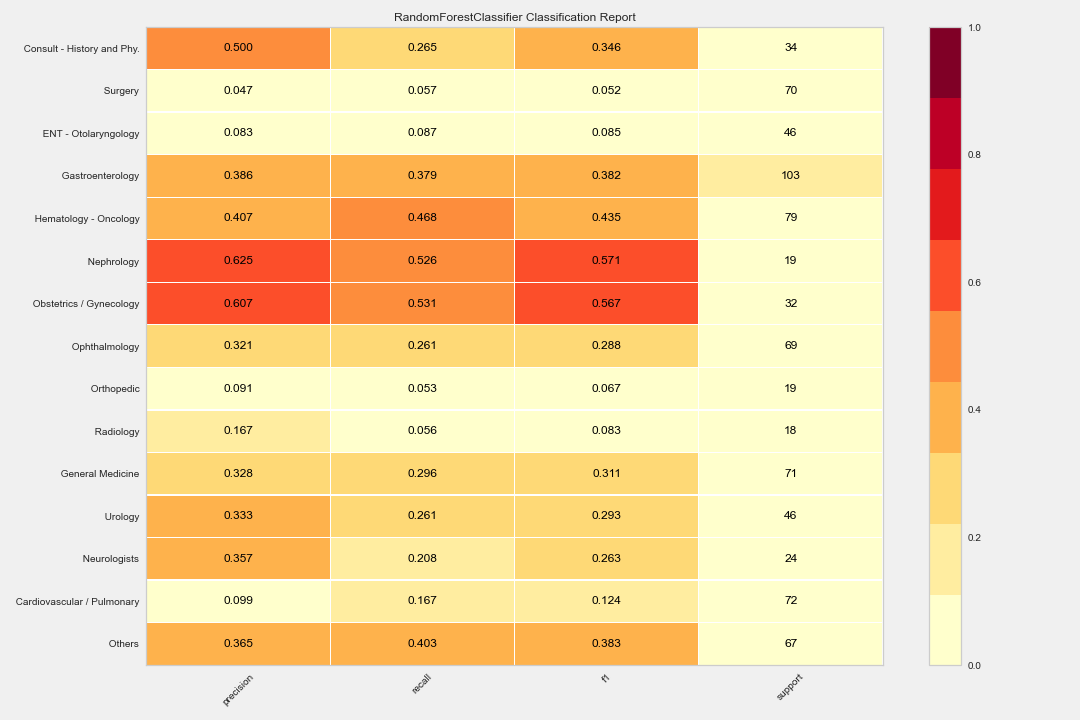 RandomForestClassifier Classification Report
Consult - History and Phy. 0.500 0.265 0.346 34
Surgery 0.047 0.057 0.052 70
ENT - Otolaryngology 0.083 0.087 0.085 46
Gastroenterology 0.386 0.379 0.382 103
Hematology - Oncology 0.407 0.468 0.435 79
Nephrology 0.625 0.526 0.571 19
Obstetrics / Gynecology 0.607 0.531 0.567 32
Ophthalmology 0.321 0.261 0.288 69
Orthopedic 0.091 0.053 0.067 19
Radiology 0.167 0.056 0.083 18
General Medicine 0.328 0.296 0.311 71
Urology 0.333 0.261 0.293 46
Neurologists 0.357 0.208 0.263 24
Cardiovascular / Pulmonary 0.099 0.167 0.124 72
Others 0.365 0.403 0.383 67
precision recall f1 support
1.0
0.8
0.6
0.4
0.2
0.0